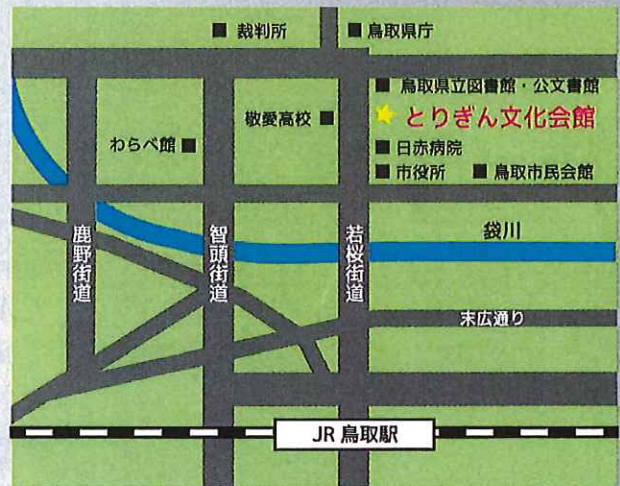 ■ 裁判所
■ 鳥取県庁
■ 鳥取県立図書館・公文書館
★ とりぎん文化会館
敬愛高校 ■
わらべ館 ■
■ 日赤病院
■ 市役所
■ 鳥取市民会館
鹿野街道
智頭街道
若桜街道
袋川
末広通り
JR 鳥取駅